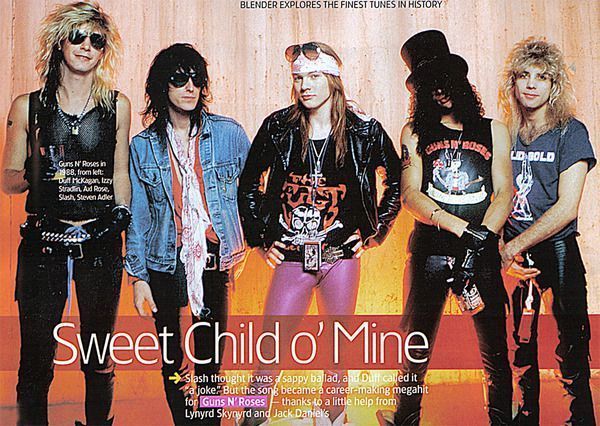 BLENDER EXPLORES THE FINEST TUNES IN HISTORY
Guns N' Roses in
1988, from left:
Duff McKagan, Izzy
Stradlin, Axl Rose,
Slash, Steven Adler
GUNS N' ROSES
Sweet Child o' Mine
Slash thought it was a sappy ballad, and Duff called it
"a joke." But the song became a career-making megahit
for Guns N' Roses — thanks to a little help from
Lynyrd Skynyrd and Jack Daniel's